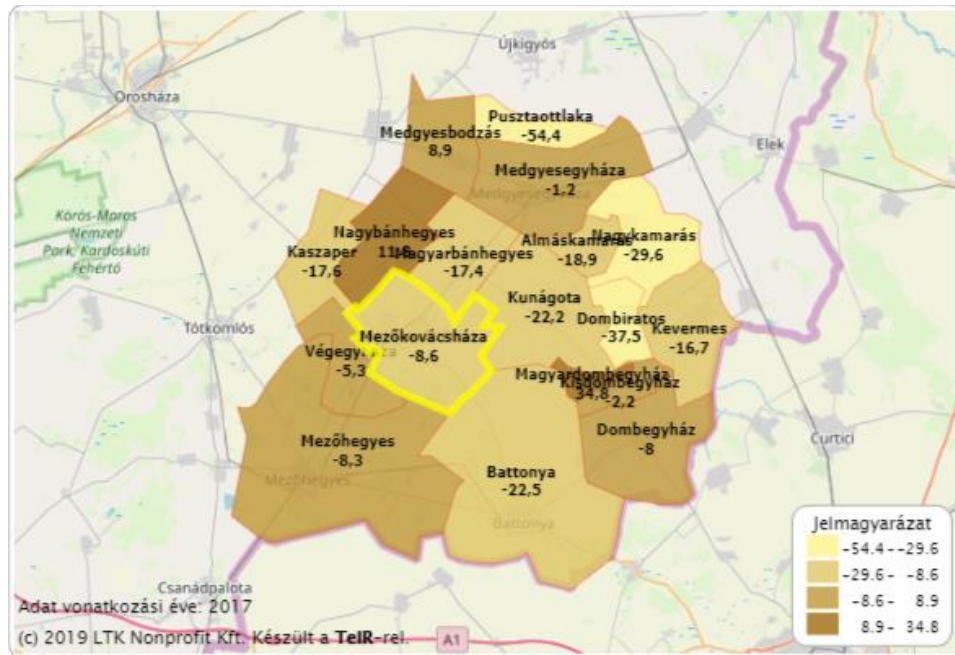 Újkígyós
Orosháza
Pusztaottlaka
-54,4
Medgyesbodzás
8,9
Elek
Medgyesegyháza
-1,2
Medgyesegyháza
Körös-Maros
Nemzeti
Park, Kardoskúti
Fehértó
Nagybánhegyes
Kaszaper
-17,6
Magyarbánhegyes
-17,4
Almáskamarás
-18,9
Nagykamarás
-29,6
Kunágota
-22,2
Dombiratos
-37,5
Kevermes
-16,7
Tótkomlós
Mezőkovácsháza
-8,6
-5,3
Magyardombegyház
34,8
Kisdombegyház
-2,2
Dombegyház
-8
Curtici
Mezőhegyes
-8,3
Mezőhegyes
Battonya
-22,5
Battonya
Csanádpalota
Adat vonatkozási éve: 2017
(c) 2019 LTK Nonprofit Kft. Készült a TeIR-rel.
A1
Jelmagyarázat
-54.4--29.6
-29.6- -8.6
-8.6- 8.9
8.9- 34.8